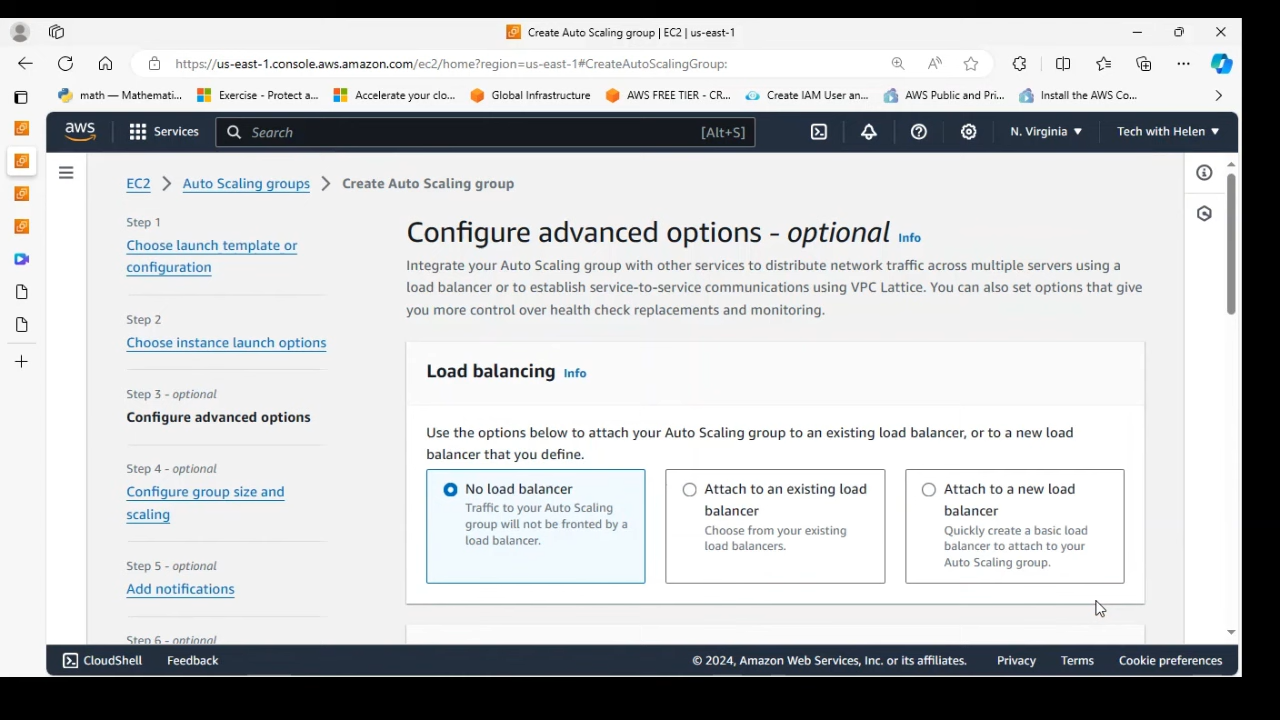 Create Auto Scaling group | EC2 | us-east-1
https://us-east-1.console.aws.amazon.com/ec2/home?region=us-east-1#CreateAutoScalingGroup:
math — Mathemati... Exercise - Protect a... Accelerate your clo... Global Infrastructure AWS FREE TIER - CR... Create IAM User an... AWS Public and Pri... Install the AWS Co...
aws Services Search [Alt+S] N. Virginia Tech with Helen
EC2 > Auto Scaling groups > Create Auto Scaling group
Step 1
Choose launch template or
configuration
Step 2
Choose instance launch options
Step 3 - optional
Configure advanced options
Step 4 - optional
Configure group size and
scaling
Step 5 - optional
Add notifications
Step 6 - optional
Configure advanced options - optional Info
Integrate your Auto Scaling group with other services to distribute network traffic across multiple servers using a
load balancer or to establish service-to-service communications using VPC Lattice. You can also set options that give
you more control over health check replacements and monitoring.
Load balancing Info
Use the options below to attach your Auto Scaling group to an existing load balancer, or to a new load
balancer that you define.
No load balancer
Traffic to your Auto Scaling
group will not be fronted by a
load balancer.
Attach to an existing load
balancer
Choose from your existing
load balancers.
Attach to a new load
balancer
Quickly create a basic load
balancer to attach to your
Auto Scaling group.
CloudShell Feedback © 2024, Amazon Web Services, Inc. or its affiliates. Privacy Terms Cookie preferences